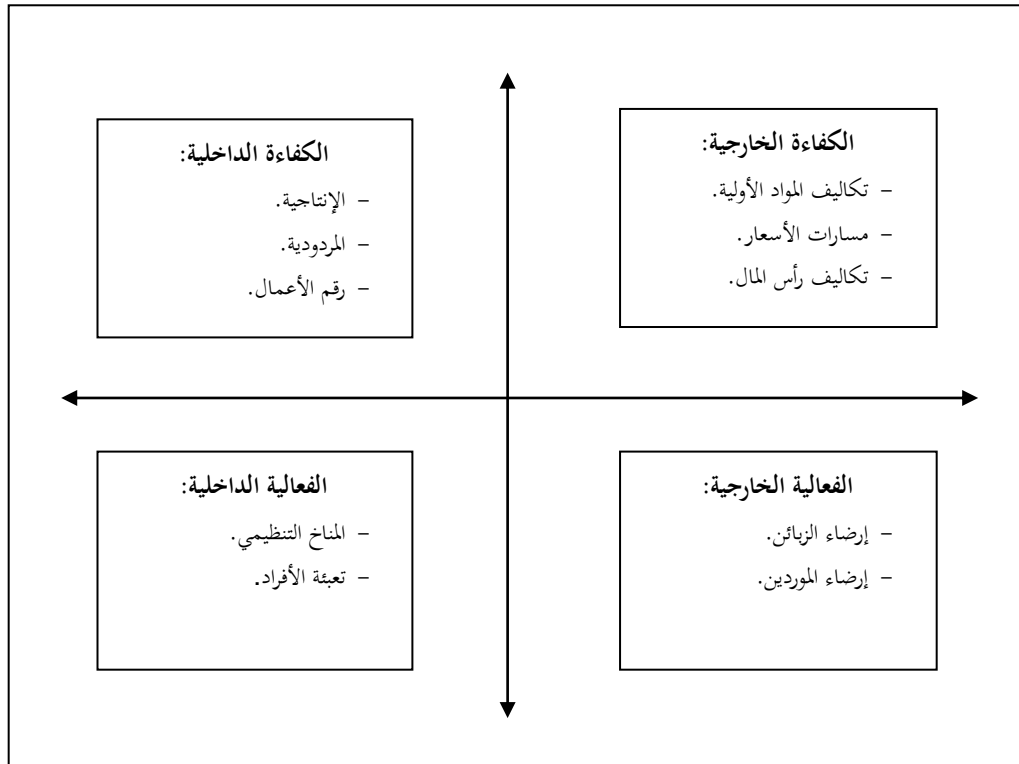 الكفاءة الخارجية:
– تكاليف المواد الأولية.
– مسارات الأسعار.
– تكاليف رأس المال.
الكفاءة الداخلية:
– الإنتاجية.
– المردودية.
– رقم الأعمال.
الفعالية الخارجية:
– إرضاء الزبائن.
– إرضاء الموردين.
الفعالية الداخلية:
– المناخ التنظيمي.
– تعبئة الأفراد.